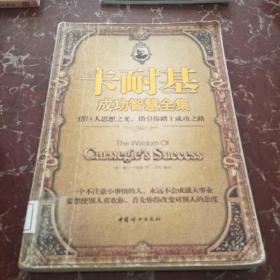 卡耐基
成功智慧全集
借巨人思想之光，指引你踏上成功之路
The Wisdom Of
Carnegie's Success
一个不注意小事情的人，永远不会成就大事业
要想使别人喜欢你，首先你得改变对别人的态度
中国妇女出版社